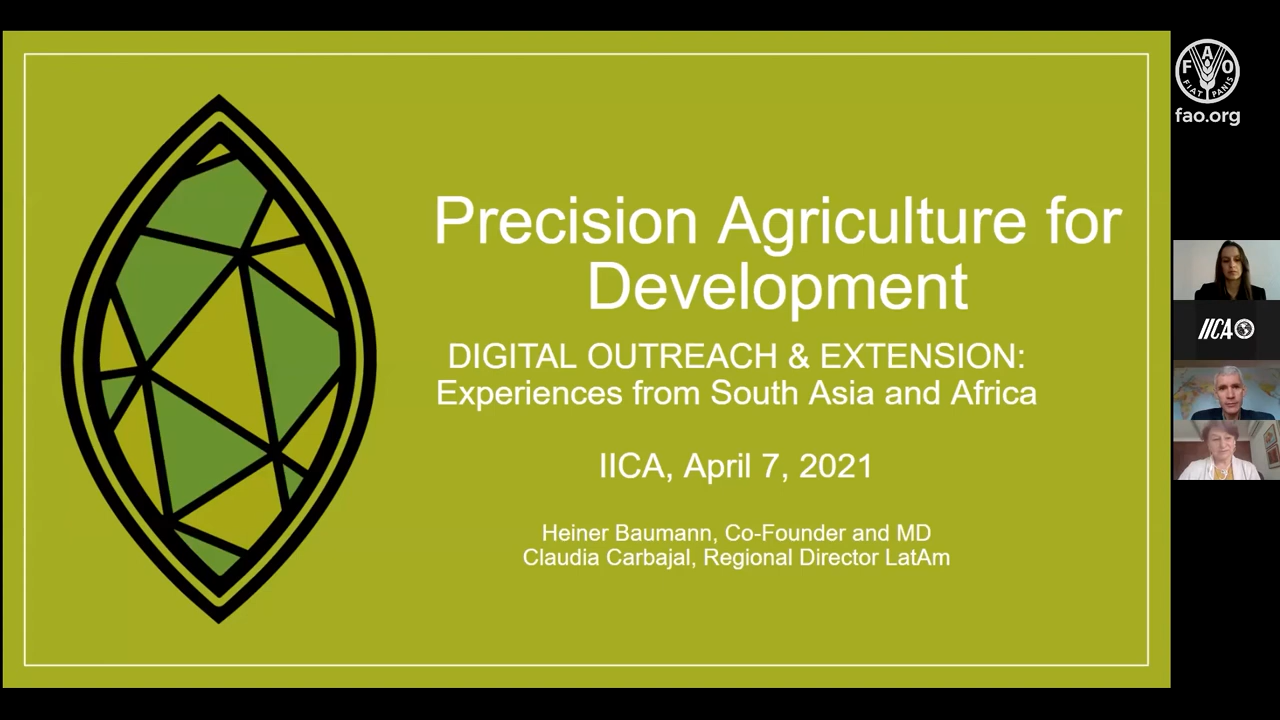 Precision Agriculture for
Development
DIGITAL OUTREACH & EXTENSION:
Experiences from South Asia and Africa
IICA, April 7, 2021
Heiner Baumann, Co-Founder and MD
Claudia Carbajal, Regional Director LatAm
F A O
FIAT PANIS
fao.org
IICA